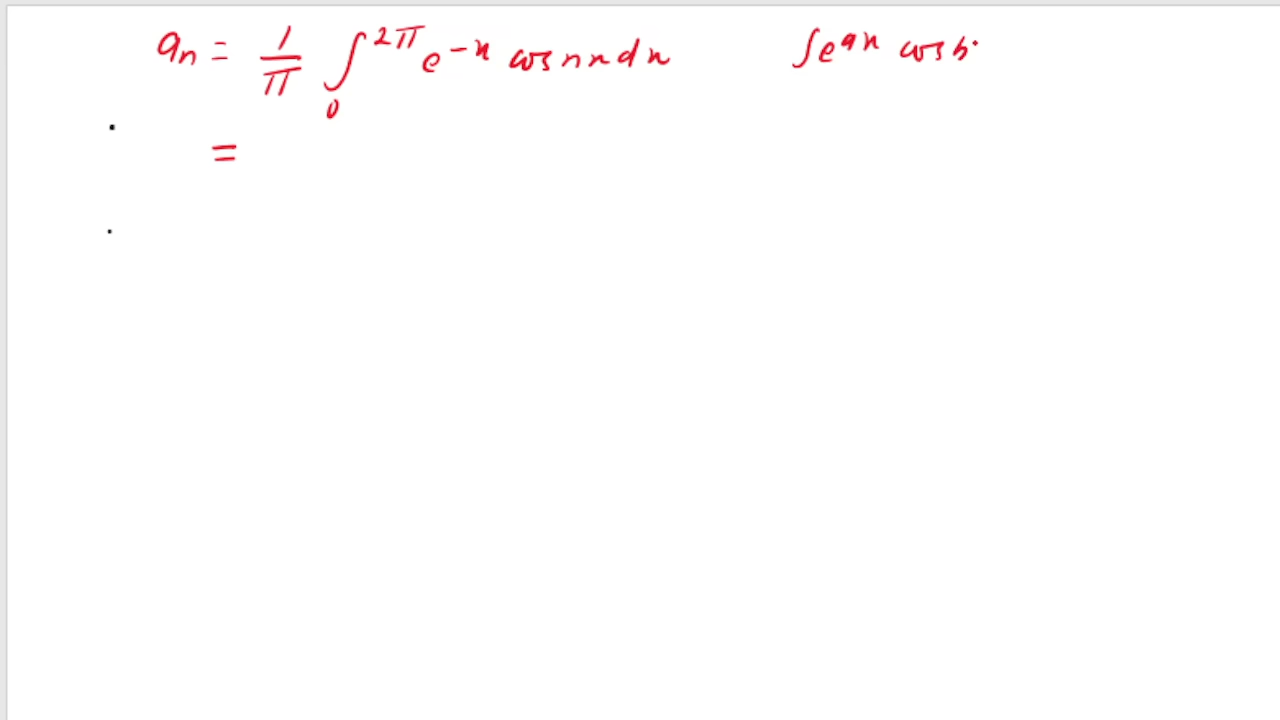 aₙ = 1/π ∫₀^2π e^-x cos nx dx ∫e^ax cos b
=